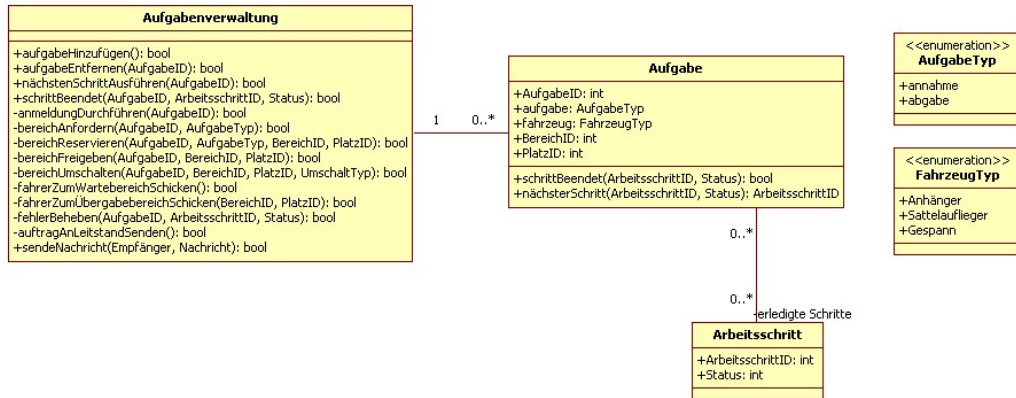 Aufgabenverwaltung
+aufgabeHinzufügen(): bool
+aufgabeEntfernen(AufgabeID): bool
+nächstenSchrittAusführen(AufgabeID): bool
+schrittBeendet(AufgabeID, ArbeitsschrittID, Status): bool
-anmeldungDurchführen(AufgabeID): bool
-bereichAnfordern(AufgabeID, AufgabeTyp): bool
-bereichReservieren(AufgabeID, AufgabeTyp, BereichID, PlatzID): bool
-bereichFreigeben(AufgabeID, BereichID, PlatzID): bool
-bereichUmschalten(AufgabeID, BereichID, PlatzID, UmschaltTyp): bool
-fahrerZumWartebereichSchicken(): bool
-fahrerZumÜbergabebereichSchicken(BereichID, PlatzID): bool
-fehlerBeheben(AufgabeID, ArbeitsschrittID, Status): bool
-auftragAnLeitstandSenden(): bool
+sendeNachricht(Empfänger, Nachricht): bool
1
0..*
Aufgabe
+AufgabeID: int
+aufgabe: AufgabeTyp
+fahrzeug: FahrzeugTyp
+BereichID: int
+PlatzID: int
+schrittBeendet(ArbeitsschrittID, Status): bool
+nächsterSchritt(ArbeitsschrittID, Status): ArbeitsschrittID
0..*
0..*
-erledigte Schritte
Arbeitsschritt
+ArbeitsschrittID: int
+Status: int
<<enumeration>>
AufgabeTyp
+annahme
+abgabe
<<enumeration>>
FahrzeugTyp
+Anhänger
+Sattelauflieger
+Gespann